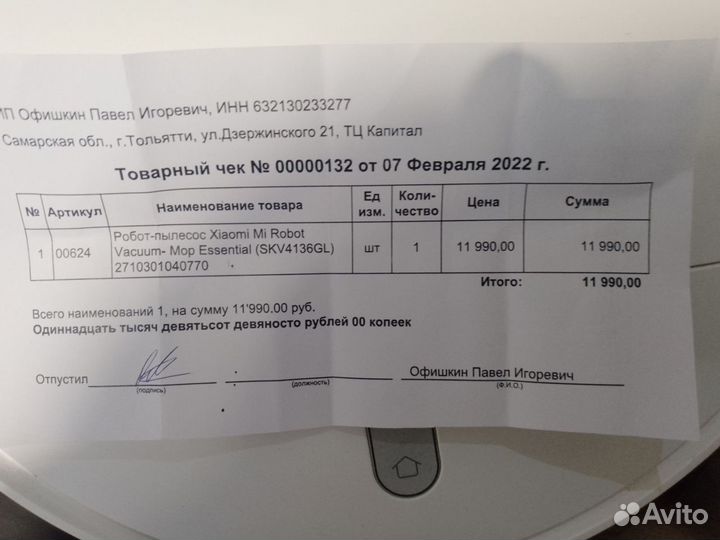 ИП Офишкин Павел Игоревич, ИНН 632130233277
Самарская обл., г.Тольятти, ул.Дзержинского 21, ТЦ Капитал
Товарный чек № 00000132 от 07 Февраля 2022 г.
№ Артикул Наименование товара Ед изм. Коли-чество Цена Сумма
1 00624 Робот-пылесос Xiaomi Mi Robot Vacuum- Mop Essential (SKV4136GL) 2710301040770 шт 1 11 990,00 11 990,00
Итого: 11 990,00
Всего наименований 1, на сумму 11'990.00 руб.
Одиннадцать тысяч девятьсот девяносто рублей 00 копеек
Отпустил Офишкин Павел Игоревич
(подпись) (должность) (Ф.И.О.)
Avito